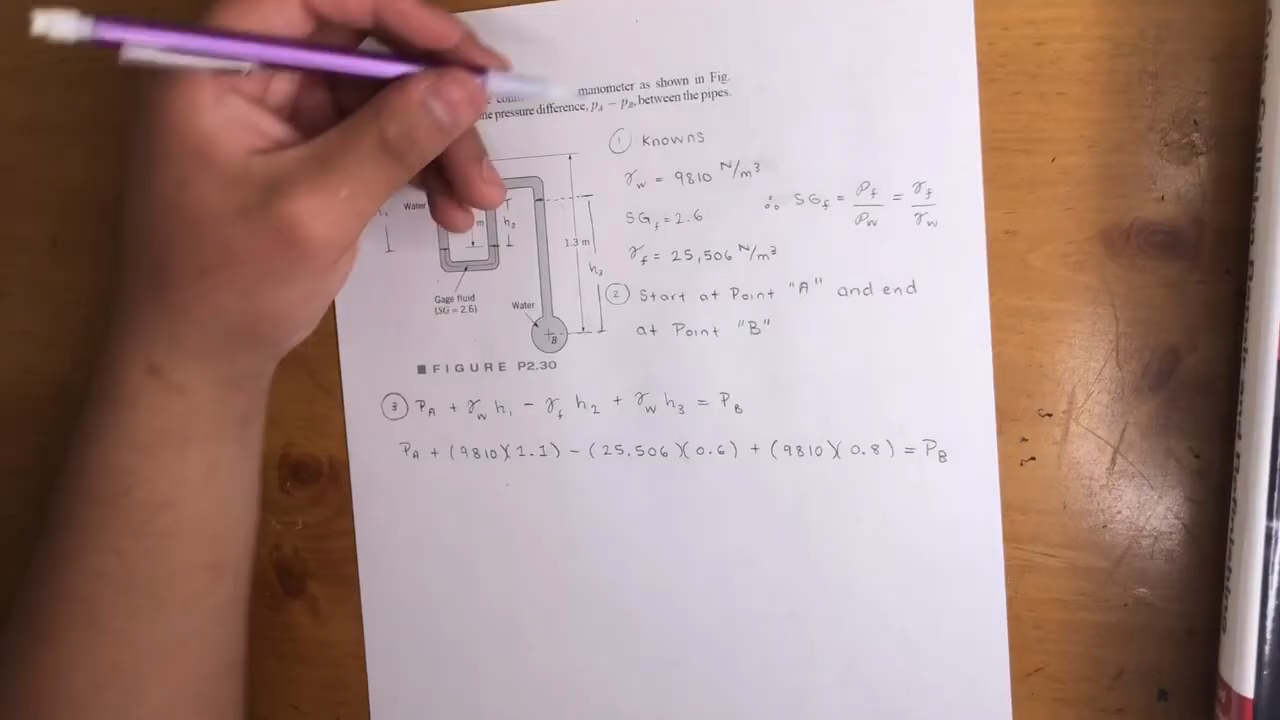 manometer as shown in Fig.
pressure difference, pA − pB, between the pipes.
① Knowns
γw = 9810 N/m³
∴ SGf = ρf/ρw = γf/γw
SGf = 2.6
γf = 25,506 N/m³
② Start at Point "A" and end
at Point "B"
Water
h2
m
1.3 m
h3
Gage fluid
(SG = 2.6)
Water
B
■ FIGURE P2.30
③ PA + γw h1 − γf h2 + γw h3 = PB
PA + (9810)(1.1) − (25,506)(0.6) + (9810)(0.8) = PB